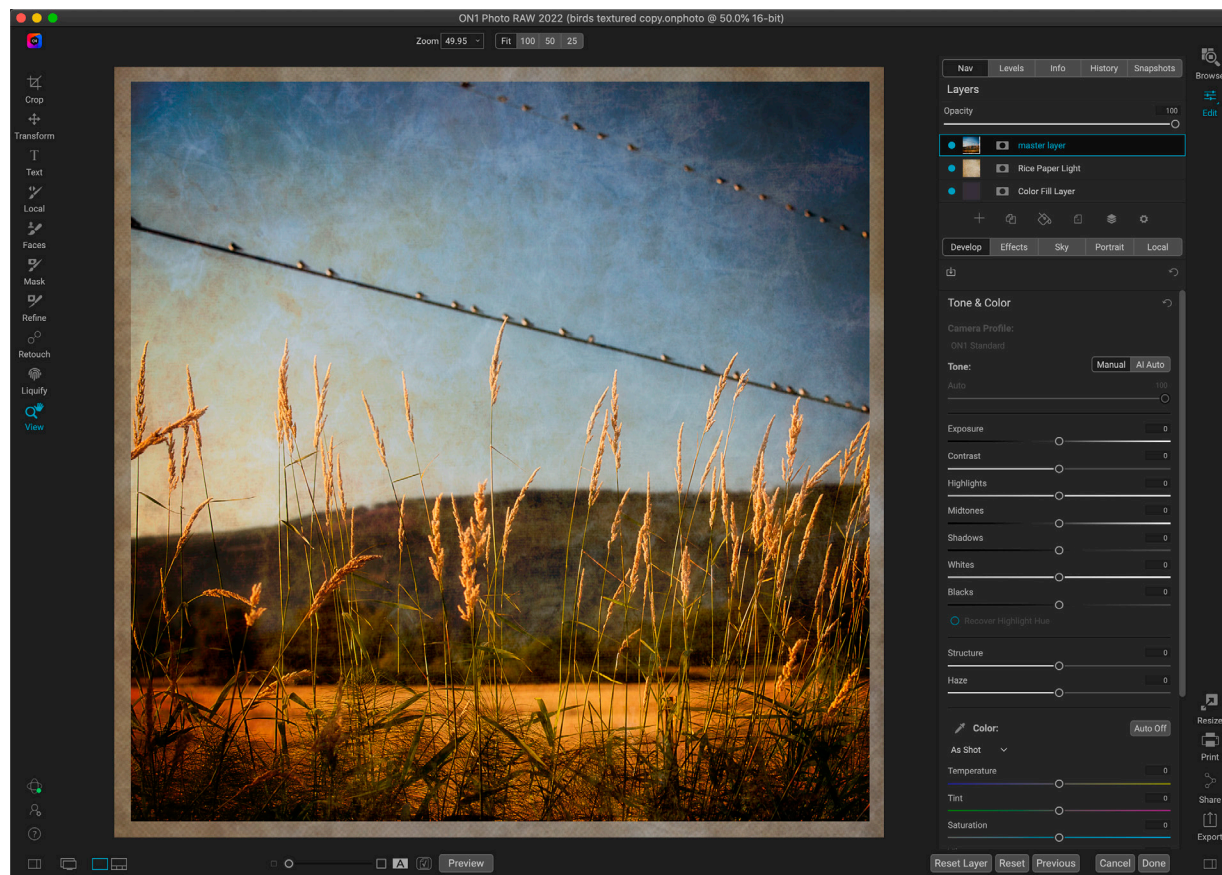 ON1 Photo RAW 2022 (birds textured copy.onphoto @ 50.0% 16-bit)
Zoom 49.95 Fit 100 50 25
Crop
Transform
Text
Local
Faces
Mask
Refine
Retouch
Liquify
View
Nav Levels Info History Snapshots
Layers
Opacity 100
master layer
Rice Paper Light
Color Fill Layer
Develop Effects Sky Portrait Local
Tone & Color
Camera Profile:
ON1 Standard
Tone: Manual AI Auto
Auto 100
Exposure 0
Contrast 0
Highlights 0
Midtones 0
Shadows 0
Whites 0
Blacks 0
Recover Highlight Hue
Structure 0
Haze 0
Color: Auto Off
As Shot
Temperature 0
Tint 0
Saturation 0
Browse
Edit
Resize
Print
Share
Export
A Preview
Reset Layer Reset Previous Cancel Done